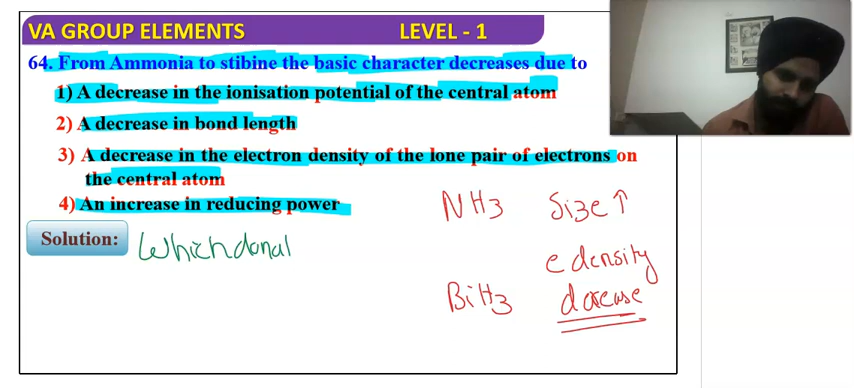 VA GROUP ELEMENTS LEVEL - 1
64. From Ammonia to stibine the basic character decreases due to
1) A decrease in the ionisation potential of the central atom
2) A decrease in bond length
3) A decrease in the electron density of the lone pair of electrons on
the central atom
4) An increase in reducing power
NH3 Size ↑
Solution: Which donal
e density
BiH3 decrease